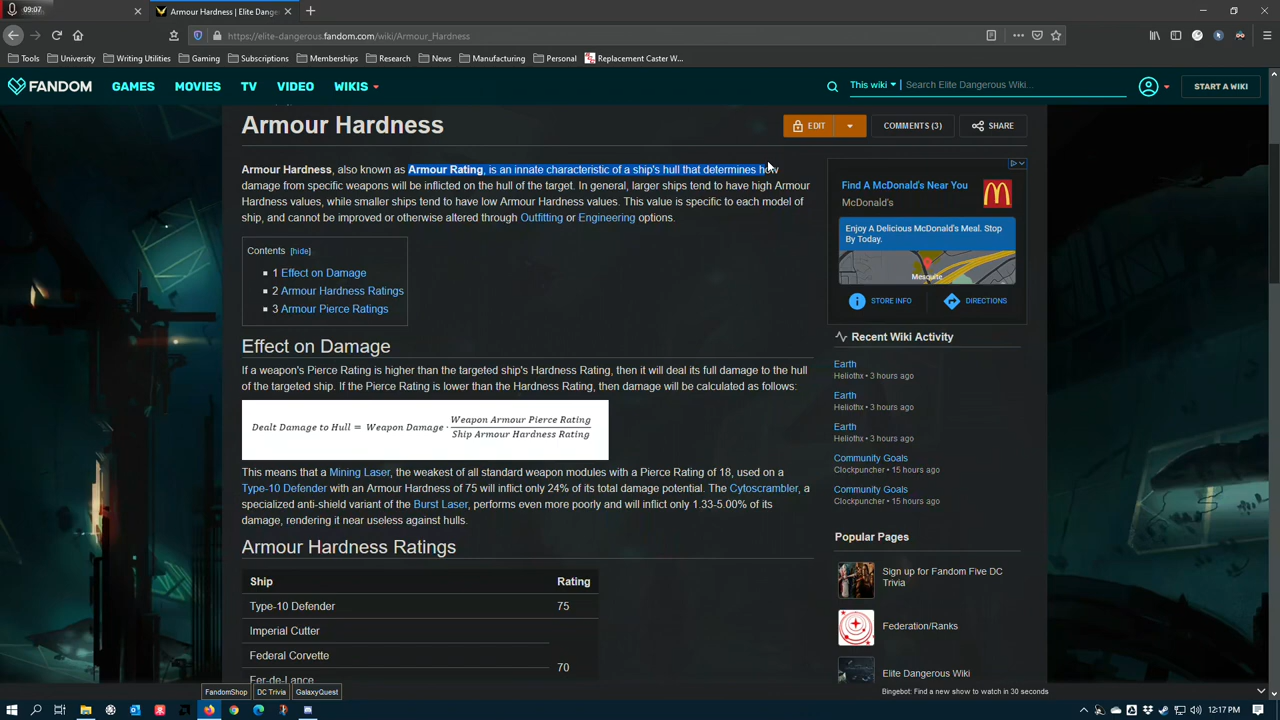 09:07
Armour Hardness | Elite Dange
https://elite-dangerous.fandom.com/wiki/Armour_Hardness
Tools University Writing Utilities Gaming Subscriptions Memberships Research News Manufacturing Personal Replacement Caster W...
FANDOM GAMES MOVIES TV VIDEO WIKIS This wiki Search Elite Dangerous Wiki... START A WIKI
Armour Hardness
EDIT COMMENTS (3) SHARE
Armour Hardness, also known as Armour Rating, is an innate characteristic of a ship's hull that determines how
damage from specific weapons will be inflicted on the hull of the target. In general, larger ships tend to have high Armour
Hardness values, while smaller ships tend to have low Armour Hardness values. This value is specific to each model of
ship, and cannot be improved or otherwise altered through Outfitting or Engineering options.
Contents [hide]
1 Effect on Damage
2 Armour Hardness Ratings
3 Armour Pierce Ratings
Effect on Damage
If a weapon's Pierce Rating is higher than the targeted ship's Hardness Rating, then it will deal its full damage to the hull
of the targeted ship. If the Pierce Rating is lower than the Hardness Rating, then damage will be calculated as follows:
Dealt Damage to Hull = Weapon Damage · Weapon Armour Pierce Rating
Ship Armour Hardness Rating
This means that a Mining Laser, the weakest of all standard weapon modules with a Pierce Rating of 18, used on a
Type-10 Defender with an Armour Hardness of 75 will inflict only 24% of its total damage potential. The Cytoscrambler, a
specialized anti-shield variant of the Burst Laser, performs even more poorly and will inflict only 1.33-5.00% of its
damage, rendering it near useless against hulls.
Armour Hardness Ratings
Ship Rating
Type-10 Defender 75
Imperial Cutter
Federal Corvette
70
Fer-de-Lance
Find A McDonald's Near You
McDonald's
Enjoy A Delicious McDonald's Meal. Stop
By Today.
Mesquite
STORE INFO DIRECTIONS
Recent Wiki Activity
Earth
Heliothx • 3 hours ago
Earth
Heliothx • 3 hours ago
Earth
Heliothx • 3 hours ago
Community Goals
Clockpuncher • 15 hours ago
Community Goals
Clockpuncher • 15 hours ago
Popular Pages
Sign up for Fandom Five DC
Trivia
Federation/Ranks
Elite Dangerous Wiki
FandomShop DC Trivia GalaxyQuest
Bingebot: Find a new show to watch in 30 seconds
12:17 PM